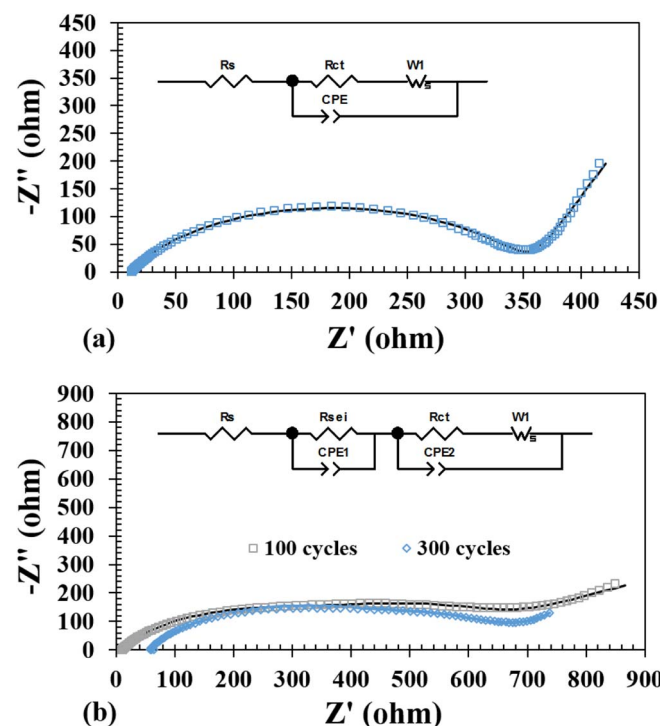 -Z'' (ohm)
450
400
350
300
250
200
150
100
50
0
Rs Rct W1
s
CPE
0 50 100 150 200 250 300 350 400 450
(a) Z' (ohm)
-Z'' (ohm)
900
800
700
600
500
400
300
200
100
0
Rs Rsei Rct W1
s
CPE1 CPE2
100 cycles 300 cycles
0 100 200 300 400 500 600 700 800 900
(b) Z' (ohm)